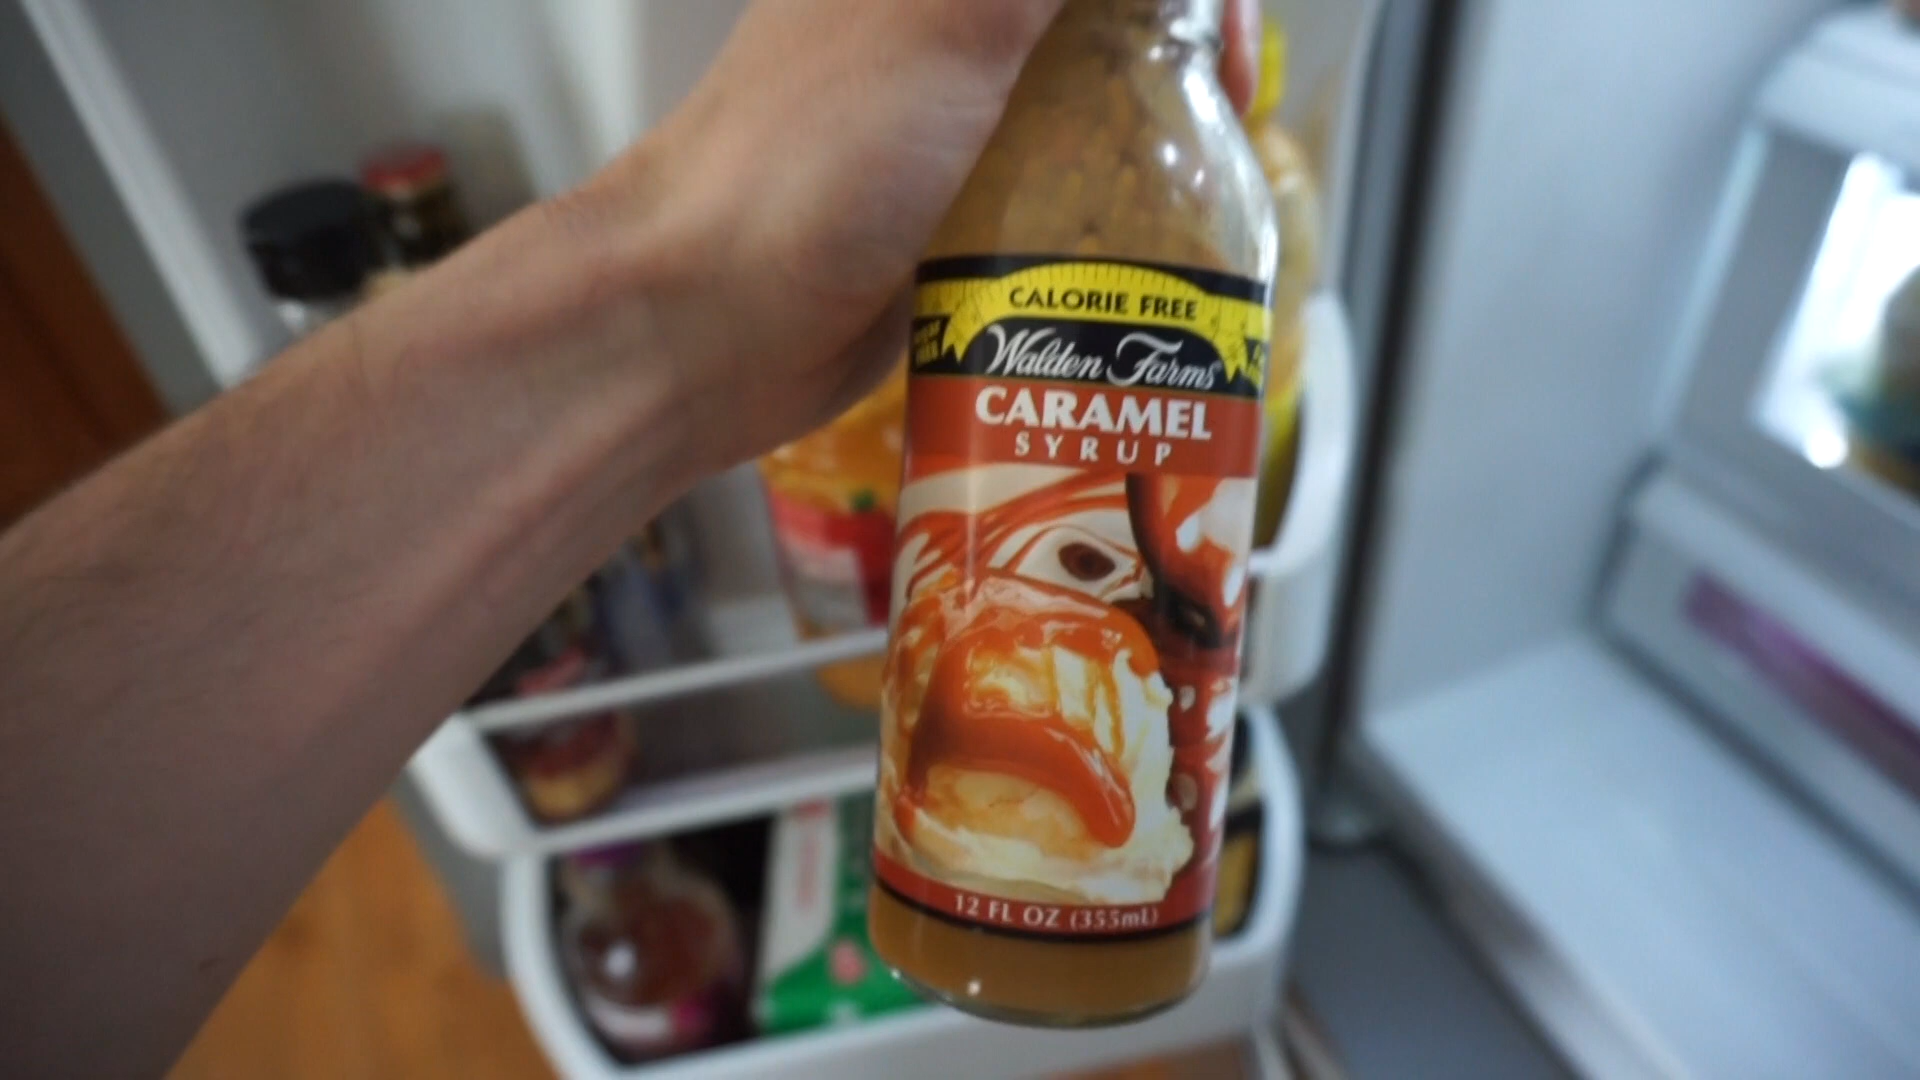 CALORIE FREE
Walden Farms
CARAMEL
SYRUP
12 FL OZ (355mL)